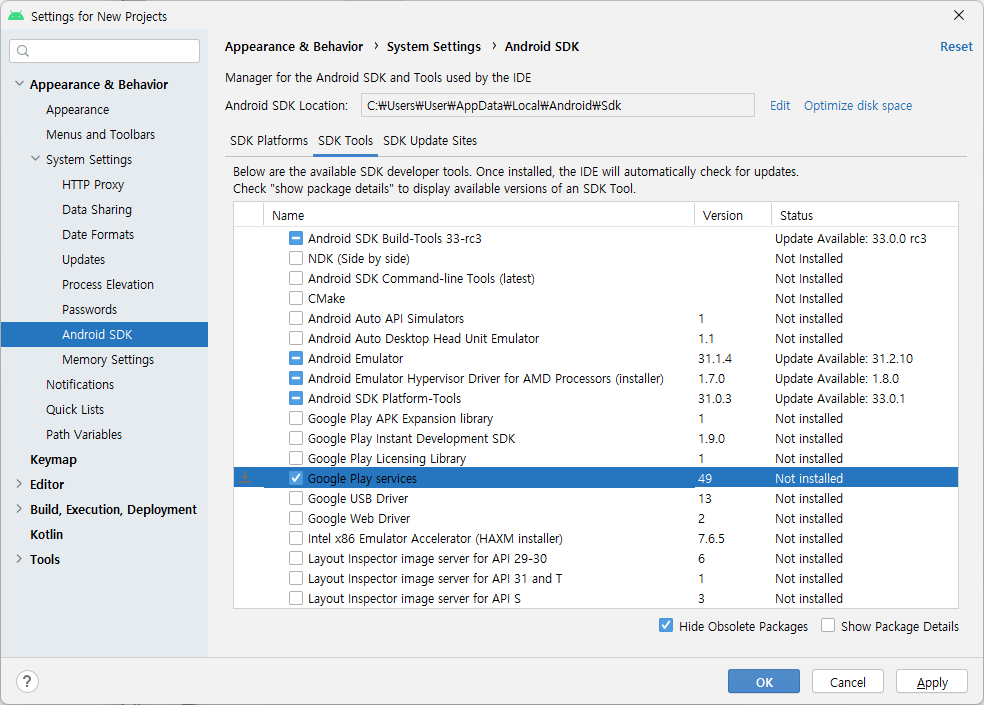 Settings for New Projects
Appearance & Behavior
Appearance
Menus and Toolbars
System Settings
HTTP Proxy
Data Sharing
Date Formats
Updates
Process Elevation
Passwords
Android SDK
Memory Settings
Notifications
Quick Lists
Path Variables
Keymap
Editor
Build, Execution, Deployment
Kotlin
Tools
Appearance & Behavior › System Settings › Android SDK
Reset
Manager for the Android SDK and Tools used by the IDE
Android SDK Location: C:₩Users₩User₩AppData₩Local₩Android₩Sdk Edit Optimize disk space
SDK Platforms SDK Tools SDK Update Sites
Below are the available SDK developer tools. Once installed, the IDE will automatically check for updates.
Check "show package details" to display available versions of an SDK Tool.
Name Version Status
Android SDK Build-Tools 33-rc3 Update Available: 33.0.0 rc3
NDK (Side by side) Not Installed
Android SDK Command-line Tools (latest) Not Installed
CMake Not Installed
Android Auto API Simulators 1 Not installed
Android Auto Desktop Head Unit Emulator 1.1 Not installed
Android Emulator 31.1.4 Update Available: 31.2.10
Android Emulator Hypervisor Driver for AMD Processors (installer) 1.7.0 Update Available: 1.8.0
Android SDK Platform-Tools 31.0.3 Update Available: 33.0.1
Google Play APK Expansion library 1 Not installed
Google Play Instant Development SDK 1.9.0 Not installed
Google Play Licensing Library 1 Not installed
Google Play services 49 Not installed
Google USB Driver 13 Not installed
Google Web Driver 2 Not installed
Intel x86 Emulator Accelerator (HAXM installer) 7.6.5 Not installed
Layout Inspector image server for API 29-30 6 Not installed
Layout Inspector image server for API 31 and T 1 Not installed
Layout Inspector image server for API S 3 Not installed
Hide Obsolete Packages Show Package Details
? OK Cancel Apply